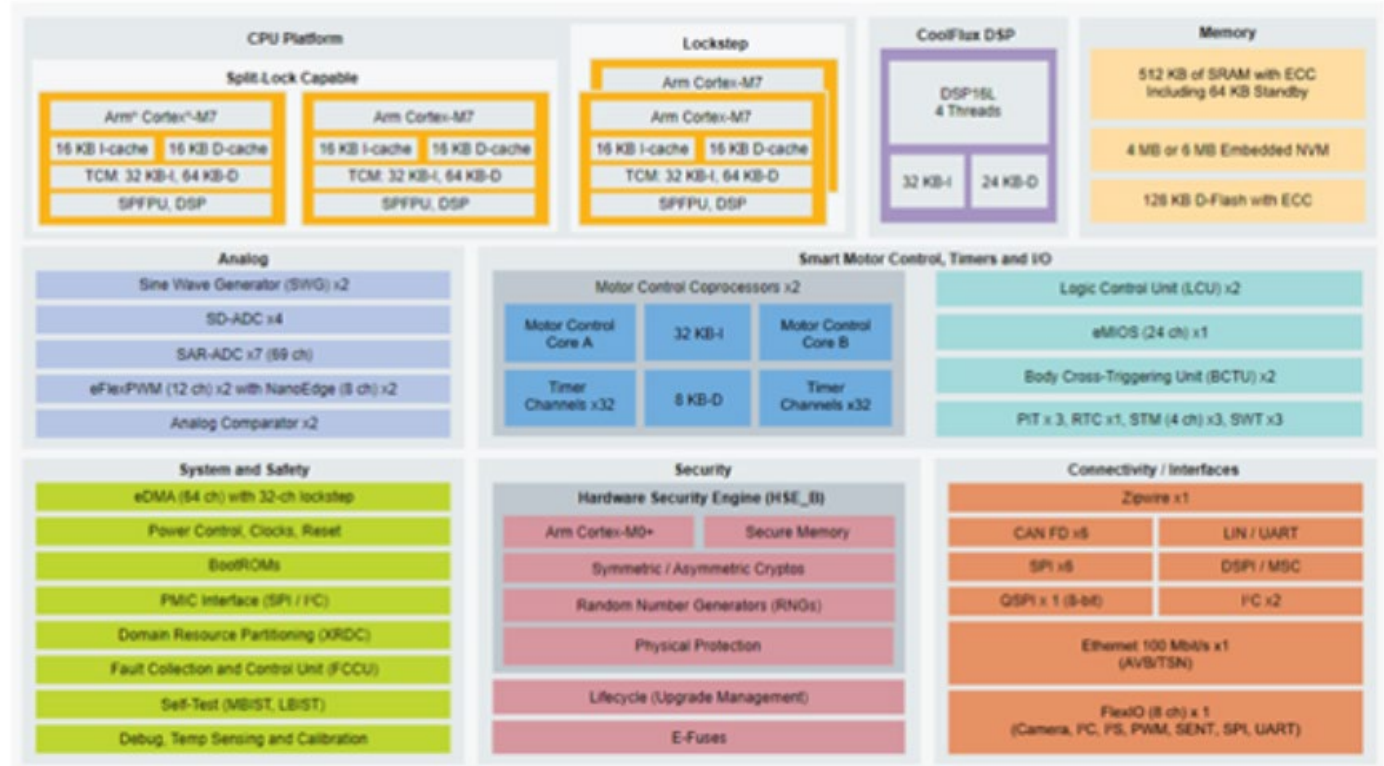 CPU Platform
Split-Lock Capable
Arm® Cortex®-M7
16 KB I-cache
16 KB D-cache
TCM: 32 KB-I, 64 KB-D
SPFPU, DSP
Arm Cortex-M7
16 KB I-cache
16 KB D-cache
TCM: 32 KB-I, 64 KB-D
SPFPU, DSP
Lockstep
Arm Cortex-M7
Arm Cortex-M7
16 KB I-cache
16 KB D-cache
TCM: 32 KB-I, 64 KB-D
SPFPU, DSP
CoolFlux DSP
DSP16L
4 Threads
32 KB-I
24 KB-D
Memory
512 KB of SRAM with ECC
Including 64 KB Standby
4 MB or 6 MB Embedded NVM
128 KB D-Flash with ECC
Analog
Sine Wave Generator (SWG) x2
SD-ADC x4
SAR-ADC x7 (69 ch)
eFlexPWM (12 ch) x2 with NanoEdge (8 ch) x2
Analog Comparator x2
Smart Motor Control, Timers and I/O
Motor Control Coprocessors x2
Motor Control
Core A
32 KB-I
Motor Control
Core B
Timer
Channels x32
8 KB-D
Timer
Channels x32
Logic Control Unit (LCU) x2
eMIOS (24 ch) x1
Body Cross-Triggering Unit (BCTU) x2
PIT x 3, RTC x1, STM (4 ch) x3, SWT x3
System and Safety
eDMA (64 ch) with 32-ch lockstep
Power Control, Clocks, Reset
BootROMs
PMIC Interface (SPI / I²C)
Domain Resource Partitioning (XRDC)
Fault Collection and Control Unit (FCCU)
Self-Test (MBIST, LBIST)
Debug, Temp Sensing and Calibration
Security
Hardware Security Engine (HSE_B)
Arm Cortex-M0+
Secure Memory
Symmetric / Asymmetric Cryptos
Random Number Generators (RNGs)
Physical Protection
Lifecycle (Upgrade Management)
E-Fuses
Connectivity / Interfaces
Zipwire x1
CAN FD x6
LIN / UART
SPI x6
DSPI / MSC
QSPI x 1 (8-bit)
I²C x2
Ethernet 100 Mbit/s x1
(AVB/TSN)
FlexIO (8 ch) x 1
(Camera, I²C, I²S, PWM, SENT, SPI, UART)